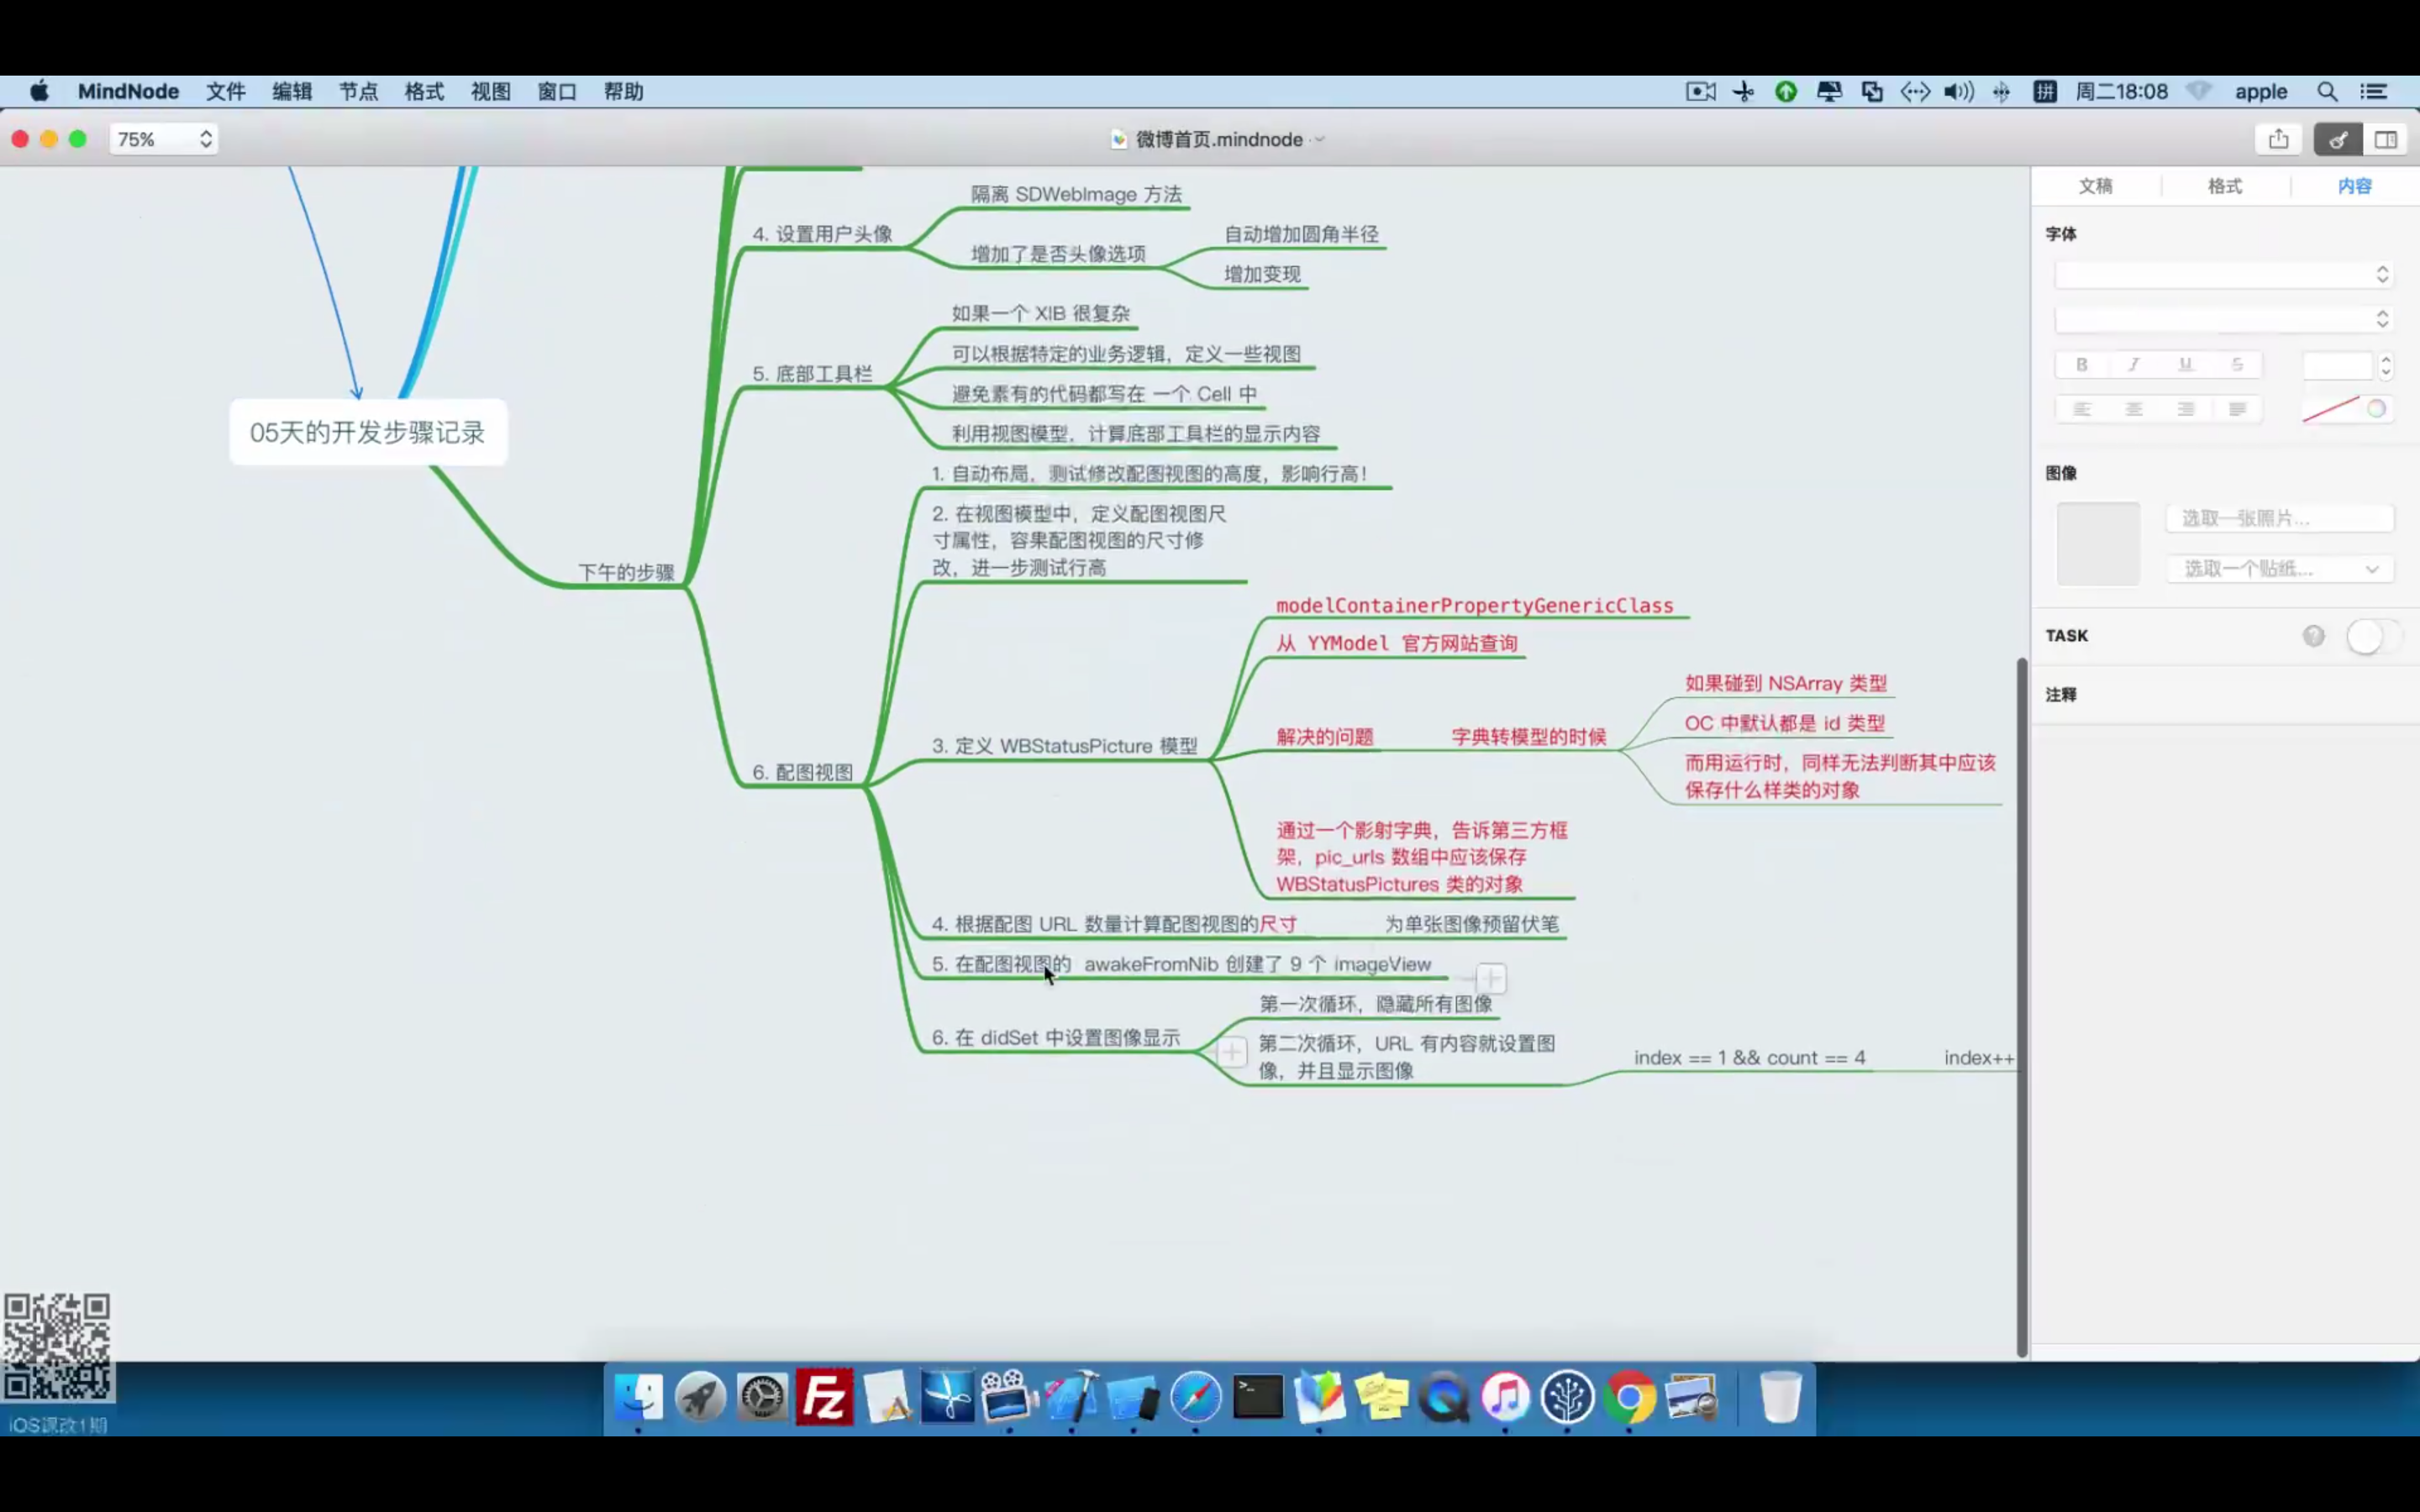 MindNode 文件 编辑 节点 格式 视图 窗口 帮助
周二18:08 apple
75%
微博首页.mindnode
文稿 格式 内容
字体
B I U S
图像
选取一张照片...
选取一个贴纸...
TASK
注释
05天的开发步骤记录
下午的步骤
4. 设置用户头像
隔离 SDWebImage 方法
增加了是否头像选项
自动增加圆角半径
增加变现
5. 底部工具栏
如果一个 XIB 很复杂
可以根据特定的业务逻辑，定义一些视图
避免素有的代码都写在 一个 Cell 中
利用视图模型，计算底部工具栏的显示内容
6. 配图视图
1. 自动布局，测试修改配图视图的高度，影响行高！
2. 在视图模型中，定义配图视图尺
寸属性，容果配图视图的尺寸修
改，进一步测试行高
3. 定义 WBStatusPicture 模型
modelContainerPropertyGenericClass
从 YYModel 官方网站查询
解决的问题
字典转模型的时候
如果碰到 NSArray 类型
OC 中默认都是 id 类型
而用运行时，同样无法判断其中应该
保存什么样类的对象
通过一个影射字典，告诉第三方框
架，pic_urls 数组中应该保存
WBStatusPictures 类的对象
4. 根据配图 URL 数量计算配图视图的尺寸
为单张图像预留伏笔
5. 在配图视图的 awakeFromNib 创建了 9 个 imageView
6. 在 didSet 中设置图像显示
第一次循环，隐藏所有图像
第二次循环，URL 有内容就设置图
像，并且显示图像
index == 1 && count == 4
index++
iOS课改1期